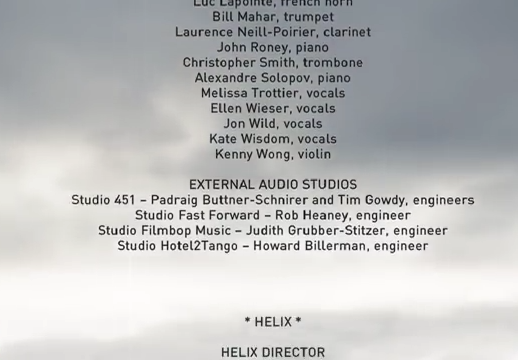 Luc Lapointe, french horn
Bill Mahar, trumpet
Laurence Neill-Poirier, clarinet
John Roney, piano
Christopher Smith, trombone
Alexandre Solopov, piano
Melissa Trottier, vocals
Ellen Wieser, vocals
Jon Wild, vocals
Kate Wisdom, vocals
Kenny Wong, violin
EXTERNAL AUDIO STUDIOS
Studio 451 – Padraig Buttner-Schnirer and Tim Gowdy, engineers
Studio Fast Forward – Rob Heaney, engineer
Studio Filmbop Music – Judith Grubber-Stitzer, engineer
Studio Hotel2Tango – Howard Billerman, engineer
* HELIX *
HELIX DIRECTOR